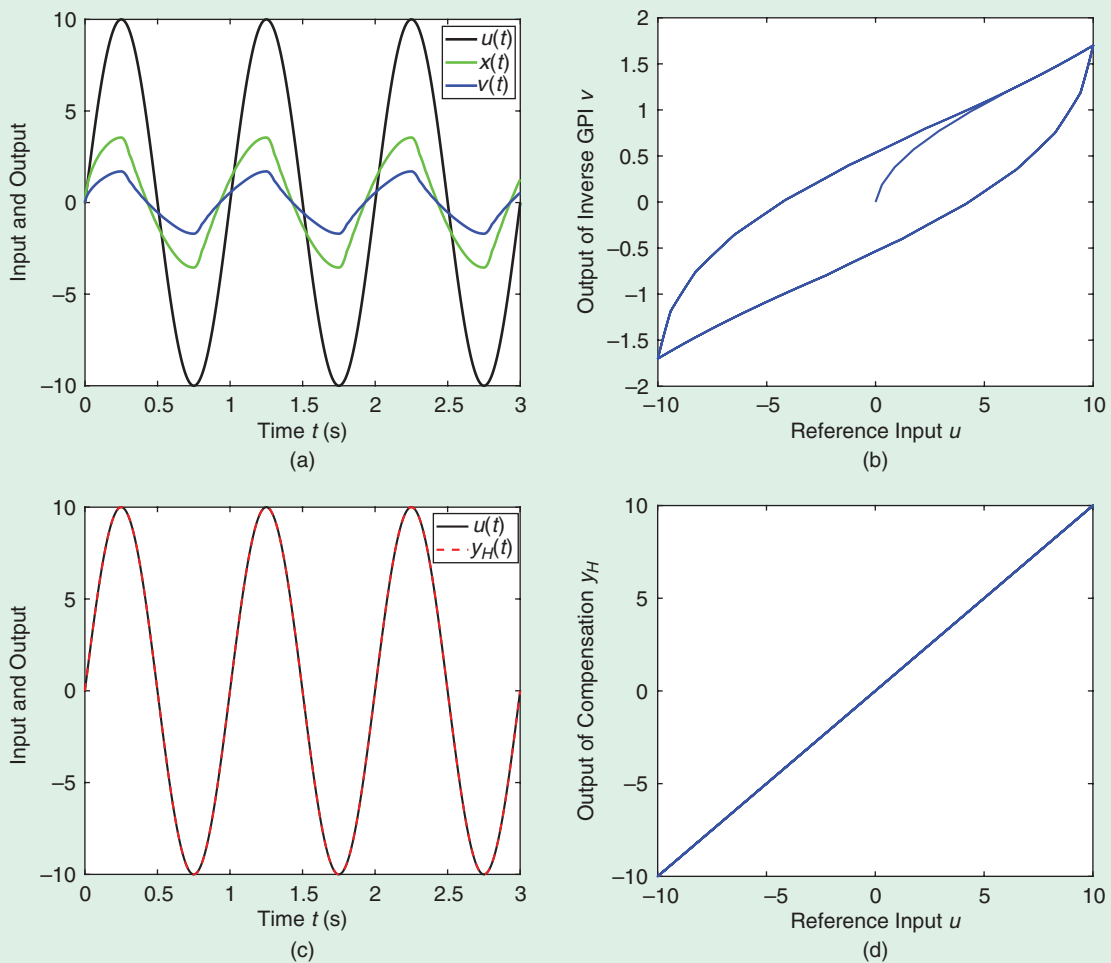 10
5
0
–5
–10
Input and Output
u(t)
x(t)
v(t)
0 0.5 1 1.5 2 2.5 3
Time t (s)
(a)
2
1.5
1
0.5
0
–0.5
–1
–1.5
–2
Output of Inverse GPI v
–10 –5 0 5 10
Reference Input u
(b)
10
5
0
–5
–10
Input and Output
u(t)
y_H(t)
0 0.5 1 1.5 2 2.5 3
Time t (s)
(c)
10
5
0
–5
–10
Output of Compensation y_H
–10 –5 0 5 10
Reference Input u
(d)